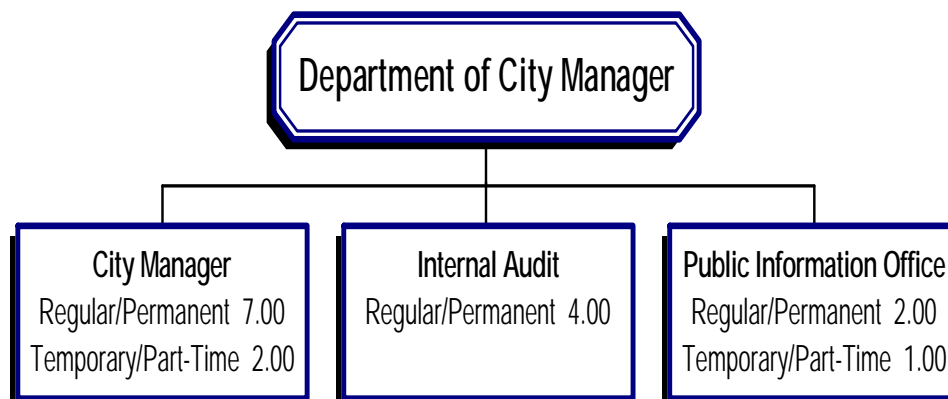 Department of City Manager
City Manager
Regular/Permanent 7.00
Temporary/Part-Time 2.00
Internal Audit
Regular/Permanent 4.00
Public Information Office
Regular/Permanent 2.00
Temporary/Part-Time 1.00